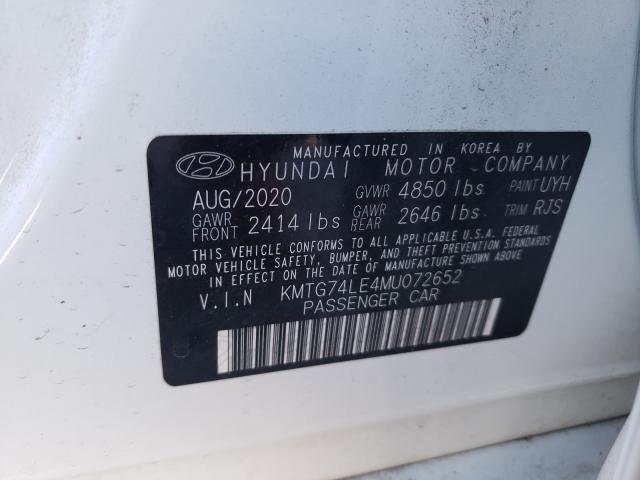 MANUFACTURED IN KOREA BY
HYUNDAI MOTOR COMPANY
AUG/2020 GVWR 4850 lbs PAINT UYH
GAWR FRONT 2414 lbs GAWR REAR 2646 lbs TRIM RJS
THIS VEHICLE CONFORMS TO ALL APPLICABLE U.S.A. FEDERAL
MOTOR VEHICLE SAFETY, BUMPER, AND THEFT PREVENTION STANDARDS
IN EFFECT ON THE DATE OF MANUFACTURE SHOWN ABOVE.
V.I.N KMTG74LE4MU072652
PASSENGER CAR